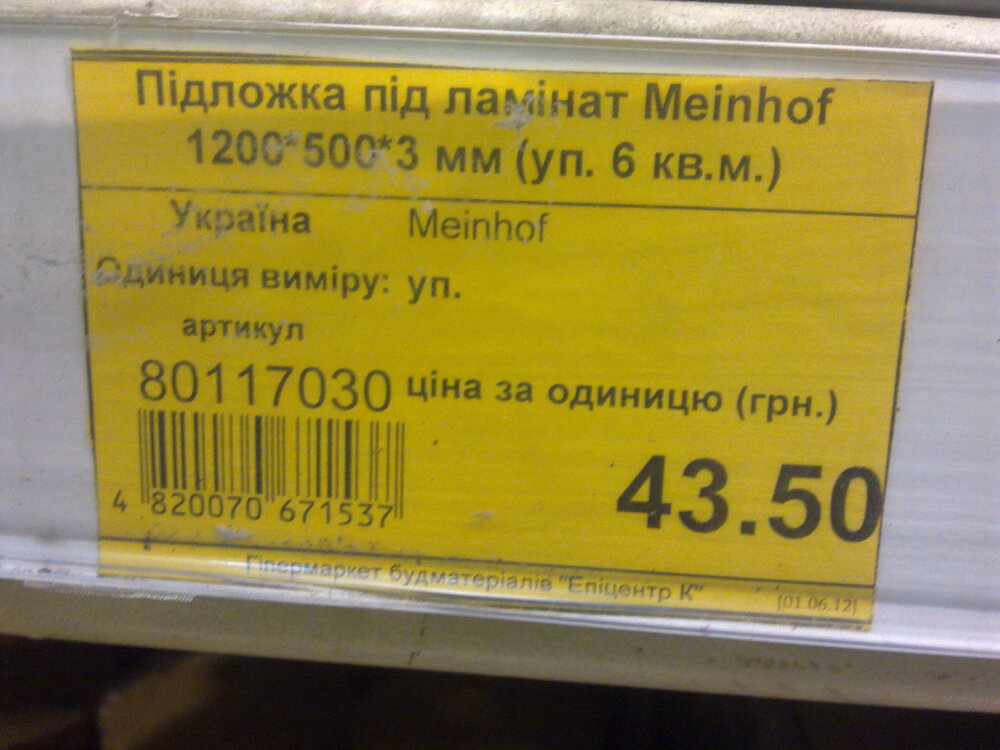 Підложка під ламінат Meinhof
1200*500*3 мм (уп. 6 кв.м.)
Україна Meinhof
Одиниця виміру: уп.
артикул
80117030 ціна за одиницю (грн.)
43.50
4 820070 671537
Гіпермаркет будматеріалів "Епіцентр К" [01.06.12]